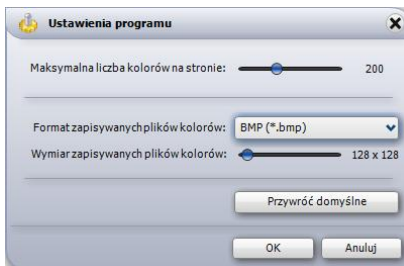 Ustawienia programu
Maksymalna liczba kolorów na stronie: 200
Format zapisywanych plików kolorów: BMP (*.bmp)
Wymiar zapisywanych plików kolorów: 128 x 128
Przywróć domyślne
OK Anuluj